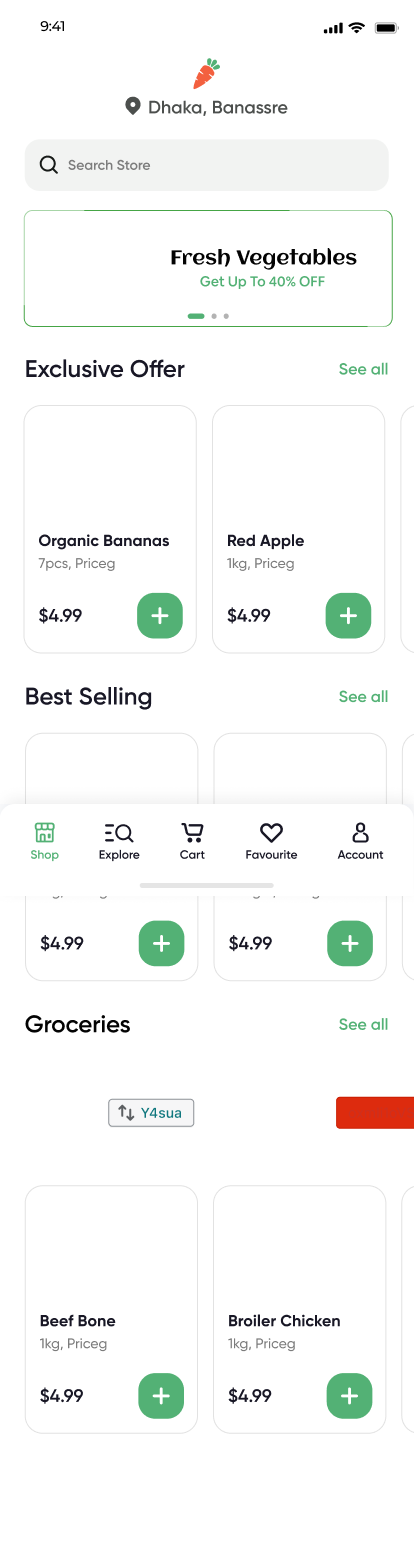 9:41
Dhaka, Banassre
Search Store
Fresh Vegetables
Get Up To 40% OFF
Exclusive Offer
See all
Organic Bananas
Red Apple
7pcs, Priceg
1kg, Priceg
$4.99
$4.99
Best Selling
See all
Shop
Explore
Cart
Favourite
Account
$4.99
$4.99
Groceries
See all
Y4sua
Beef Bone
Broiler Chicken
1kg, Priceg
1kg, Priceg
$4.99
$4.99